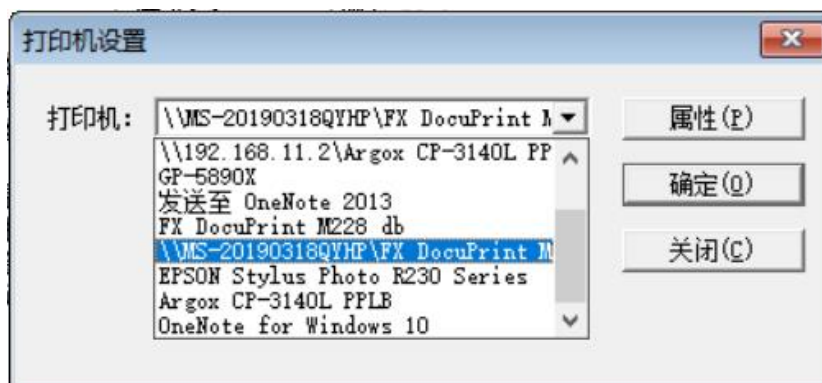 打印机设置
打印机: \\MS-20190318QYHP\FX DocuPrint M
属性(P)
\\192.168.11.2\Argox CP-3140L PP
GP-5890X
发送至 OneNote 2013
确定(O)
FX DocuPrint M228 db
\\MS-20190318QYHP\FX DocuPrint M
关闭(C)
EPSON Stylus Photo R230 Series
Argox CP-3140L PPLB
OneNote for Windows 10